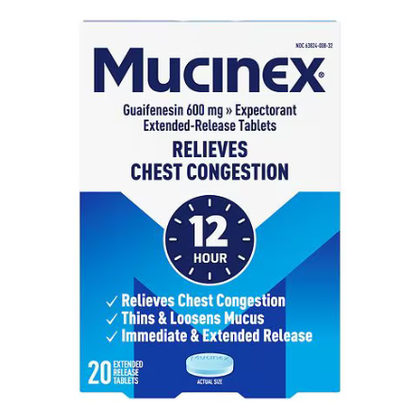 NDC 63824-008-32
Mucinex®
Guaifenesin 600 mg » Expectorant
Extended-Release Tablets
RELIEVES
CHEST CONGESTION
12
HOUR
✓ Relieves Chest Congestion
✓ Thins & Loosens Mucus
✓ Immediate & Extended Release
20 EXTENDED
RELEASE
TABLETS
MUCINEX
ACTUAL SIZE